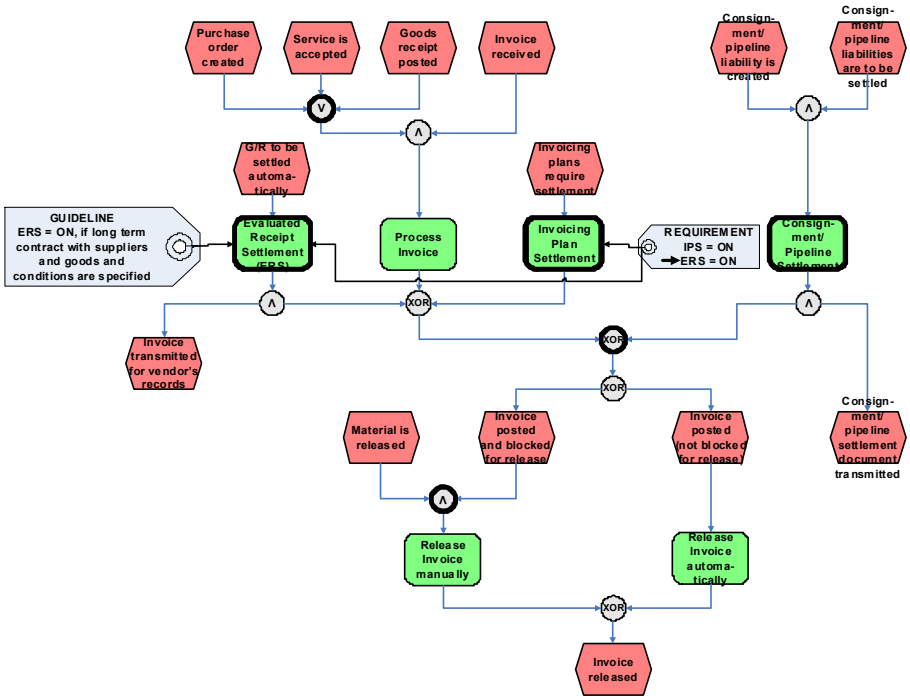 Purchase
order
created
Service is
accepted
Goods
receipt
posted
Invoice
received
Consign-
ment/
pipeline
liability is
created
Consign-
ment/
pipeline
liabilities
are to be
settled
V
Λ
Λ
G/R to be
settled
automa-
tically
Invoicing
plans
require
settlement
GUIDELINE
ERS = ON, if long term
contract with suppliers
and goods and
conditions are specified
Evaluated
Receipt
Settlement
(ERS)
Process
Invoice
Invoicing
Plan
Settlement
REQUIREMENT
IPS = ON
ERS = ON
Consign-
ment/
Pipeline
Settlement
Λ
XOR
Λ
Invoice
transmitted
for vendor's
records
XOR
XOR
Material is
released
Invoice
posted
and blocked
for release
Invoice
posted
(not blocked
for release)
Consign-
ment/
pipeline
settlement
document
transmitted
Λ
Release
Invoice
manually
Release
Invoice
automa-
tically
XOR
Invoice
released